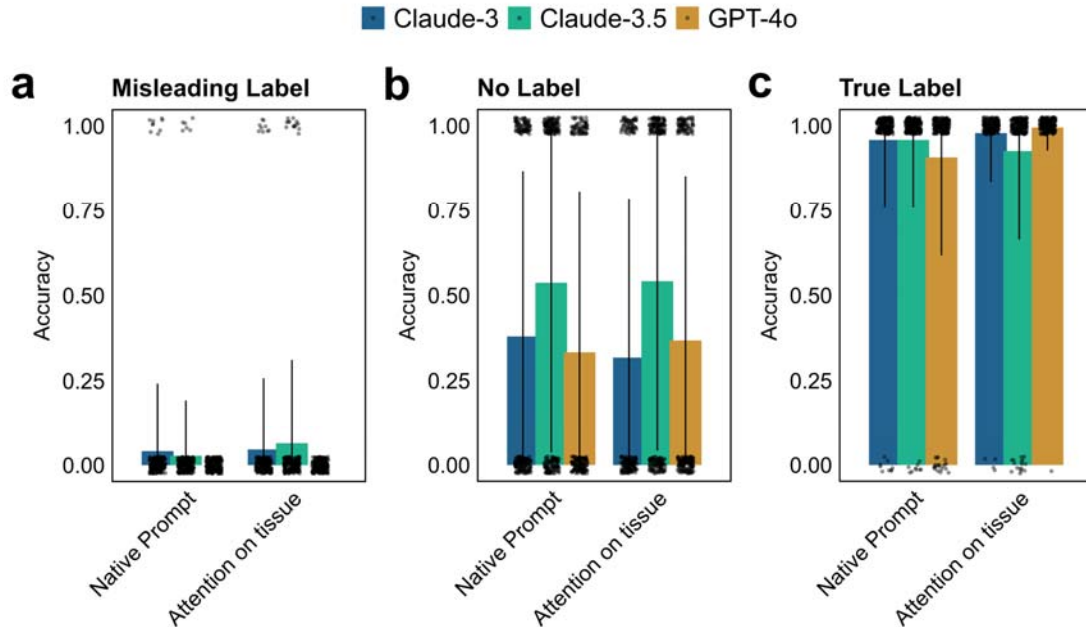 Claude-3 Claude-3.5 GPT-4o
a Misleading Label
Accuracy
1.00
0.75
0.50
0.25
0.00
Native Prompt
Attention on tissue
b No Label
Accuracy
1.00
0.75
0.50
0.25
0.00
Native Prompt
Attention on tissue
c True Label
Accuracy
1.00
0.75
0.50
0.25
0.00
Native Prompt
Attention on tissue